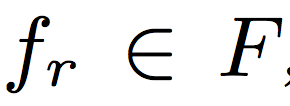 f_r ∈ F,